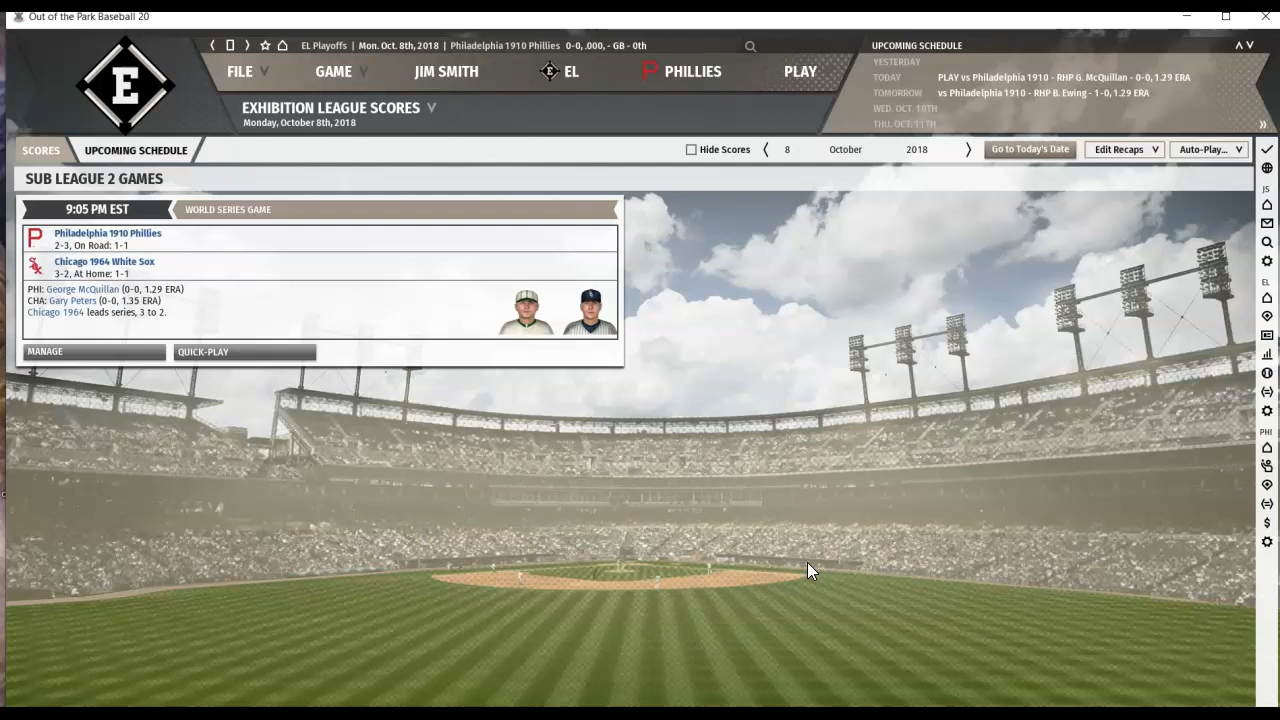 Out of the Park Baseball 20
EL Playoffs | Mon. Oct. 8th, 2018 | Philadelphia 1910 Phillies 0-0, .000, - GB - 0th
UPCOMING SCHEDULE
YESTERDAY
TODAY PLAY vs Philadelphia 1910 - RHP G. McQuillan - 0-0, 1.29 ERA
TOMORROW vs Philadelphia 1910 - RHP B. Ewing - 1-0, 1.29 ERA
WED. OCT. 10TH
THU. OCT. 11TH
E
FILE GAME JIM SMITH EL PHILLIES PLAY
EXHIBITION LEAGUE SCORES
Monday, October 8th, 2018
SCORES UPCOMING SCHEDULE
Hide Scores 8 October 2018 Go to Today's Date Edit Recaps Auto-Play...
SUB LEAGUE 2 GAMES
9:05 PM EST WORLD SERIES GAME
Philadelphia 1910 Phillies
2-3, On Road: 1-1
Chicago 1964 White Sox
3-2, At Home: 1-1
PHI: George McQuillan (0-0, 1.29 ERA)
CHA: Gary Peters (0-0, 1.35 ERA)
Chicago 1964 leads series, 3 to 2.
MANAGE QUICK-PLAY
JS
EL
PHI